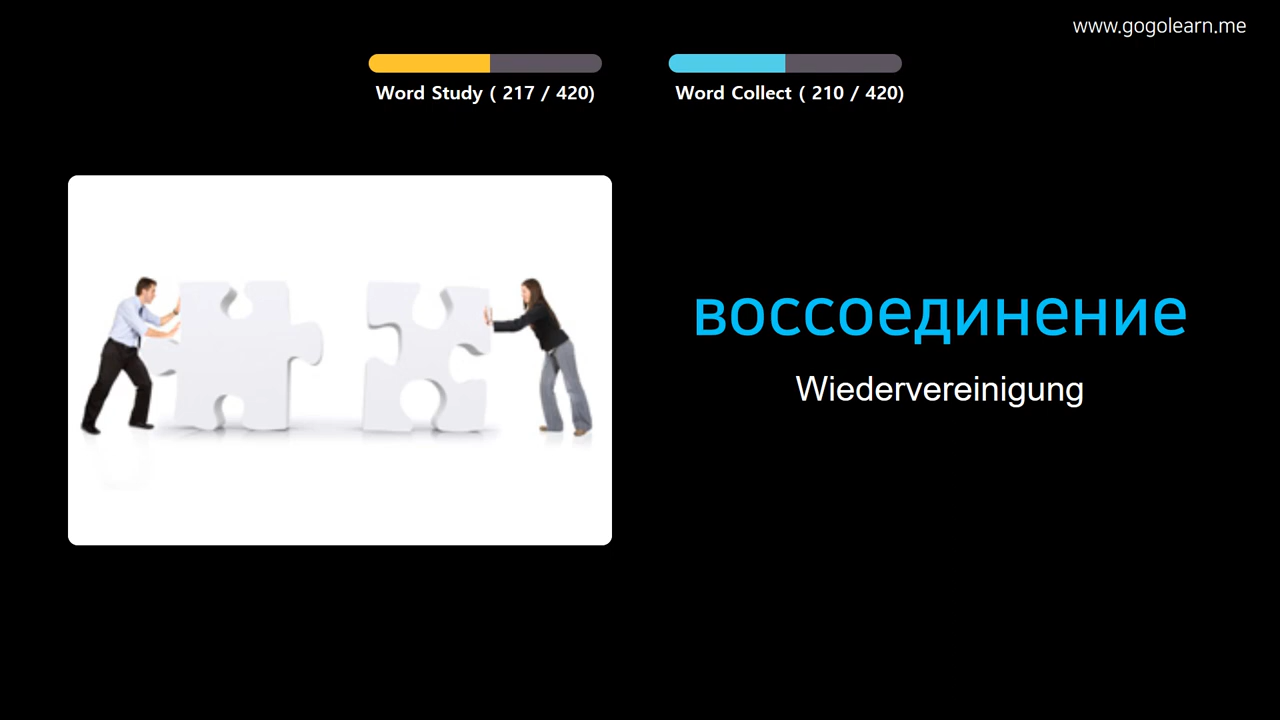 www.gogolearn.me
Word Study ( 217 / 420)
Word Collect ( 210 / 420)
воссоединение
Wiedervereinigung